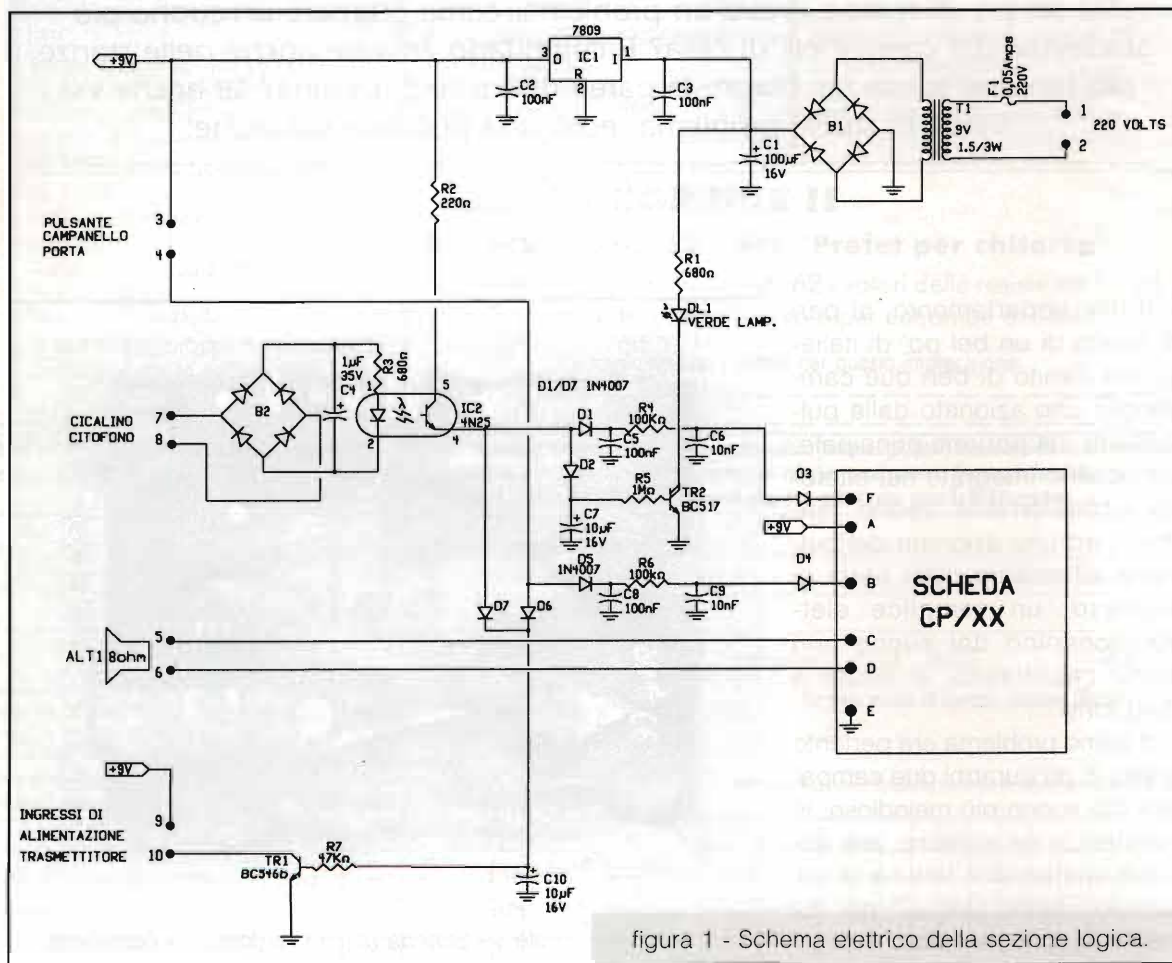 7809
+9V
3
O
IC1
I
1
R
2
C2
100nF
C3
100nF
F1
0,05Amps
220V
B1
T1
9V
1.5/3W
1
2
220 VOLTS
C1
100µF
16V
+
R2
220Ω
PULSANTE
CAMPANELLO
PORTA
3
4
R1
680Ω
DL1
VERDE LAMP.
1µF
35V
C4
+
R3
680Ω
1
5
IC2
4N25
4
2
B2
CICALINO
CITOFONO
7
8
D1/D7 1N4007
D1
R4
100KΩ
C5
100nF
C6
10nF
D2
R5
1MΩ
TR2
BC517
C7
10µF
16V
+
D3
F
+9V
A
D4
B
C
D
E
SCHEDA
CP/XX
D5
1N4007
R6
100kΩ
C8
100nF
C9
10nF
D7
D6
ALT1
8ohm
5
6
+9V
INGRESSI DI
ALIMENTAZIONE
TRASMETTITORE
9
10
TR1
BC546b
R7
47KΩ
+
C10
10µF
16V
figura 1 - Schema elettrico della sezione logica.